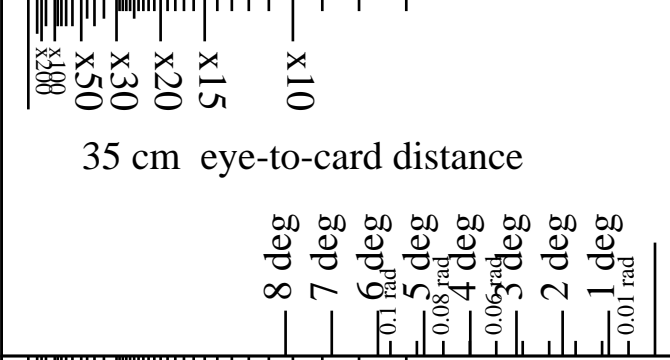 x200
x100
x50
x30
x20
x15
x10
35 cm eye-to-card distance
8 deg
7 deg
6 deg
0.1 rad
5 deg
0.08 rad
4 deg
0.06 rad
3 deg
2 deg
1 deg
0.01 rad